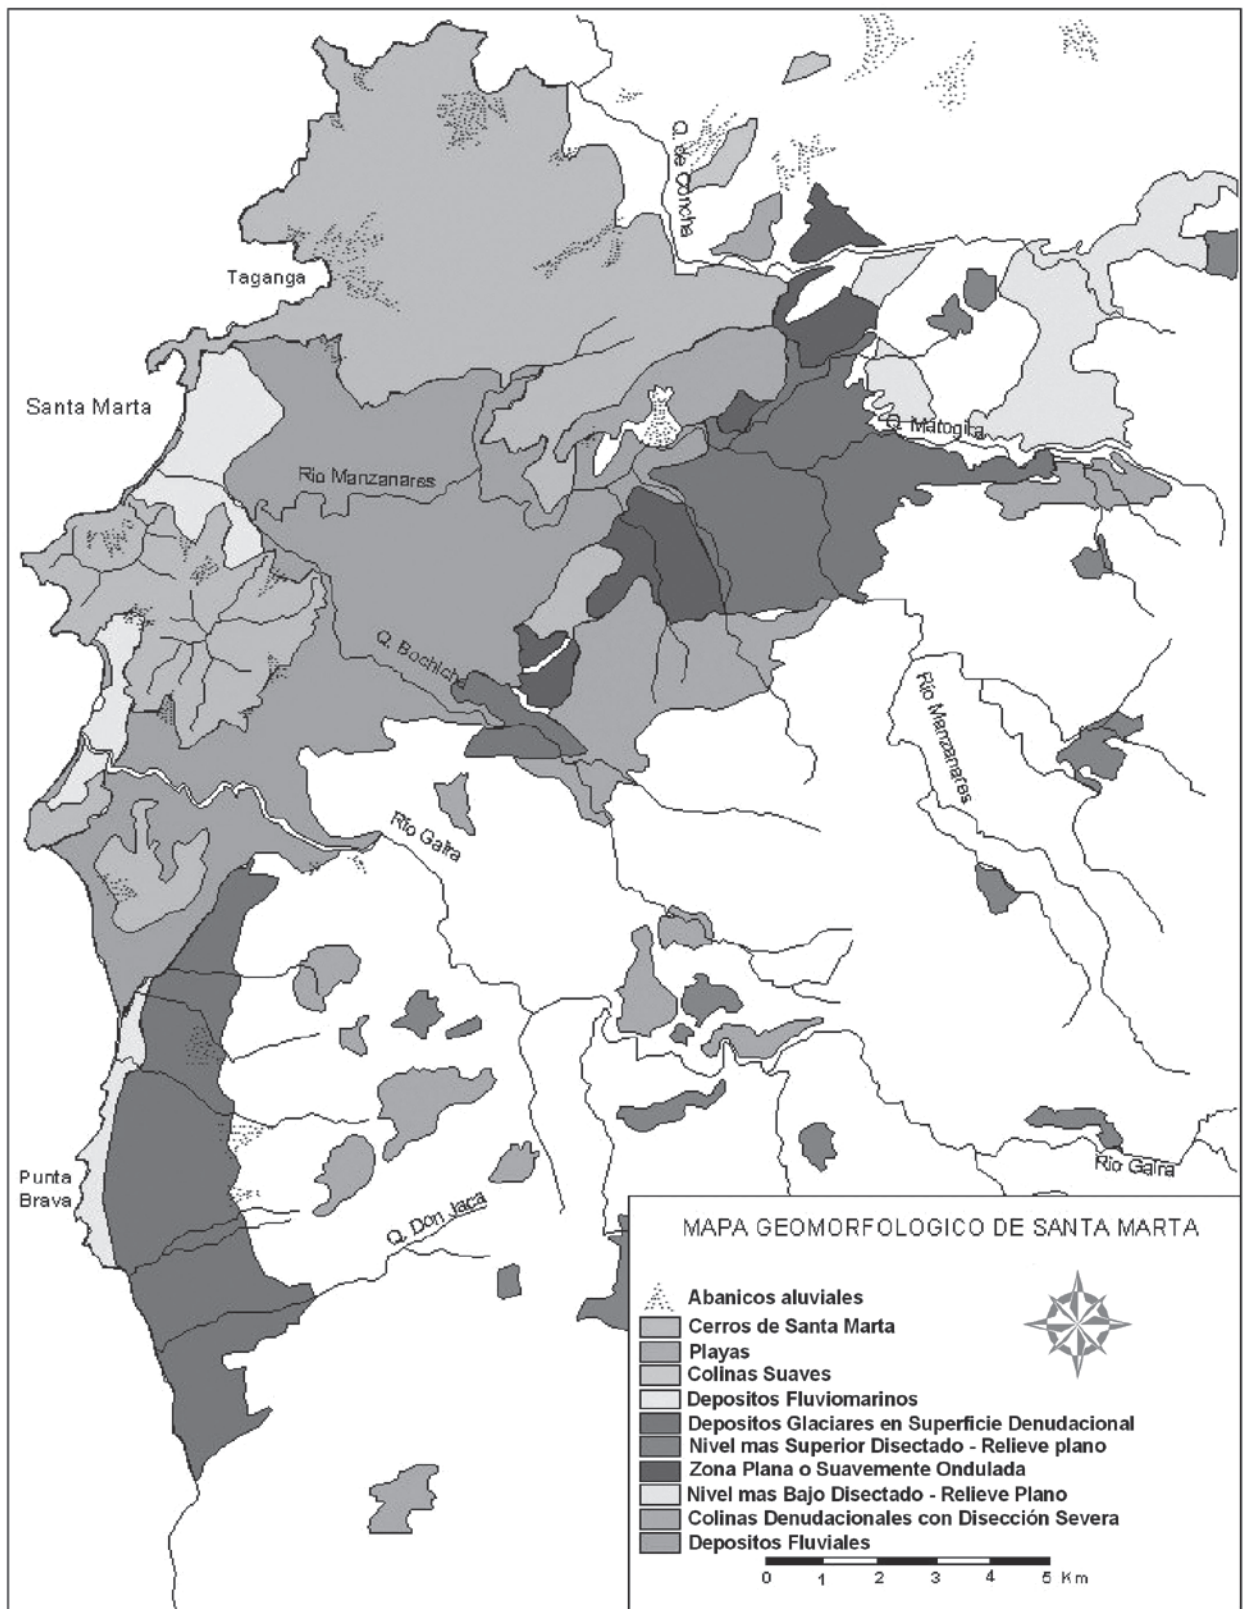 Q. de Concha
Taganga
Santa Marta
Q. Matogira
Rio Manzanares
Q. Bochiche
Río Manzanares
Río Gaira
Punta
Brava
Q. Don Jaca
Rio Gaira
MAPA GEOMORFOLOGICO DE SANTA MARTA
Abanicos aluviales
Cerros de Santa Marta
Playas
Colinas Suaves
Depositos Fluviomarinos
Depositos Glaciares en Superficie Denudacional
Nivel mas Superior Disectado - Relieve plano
Zona Plana o Suavemente Ondulada
Nivel mas Bajo Disectado - Relieve Plano
Colinas Denudacionales con Disección Severa
Depositos Fluviales
0 1 2 3 4 5 Km